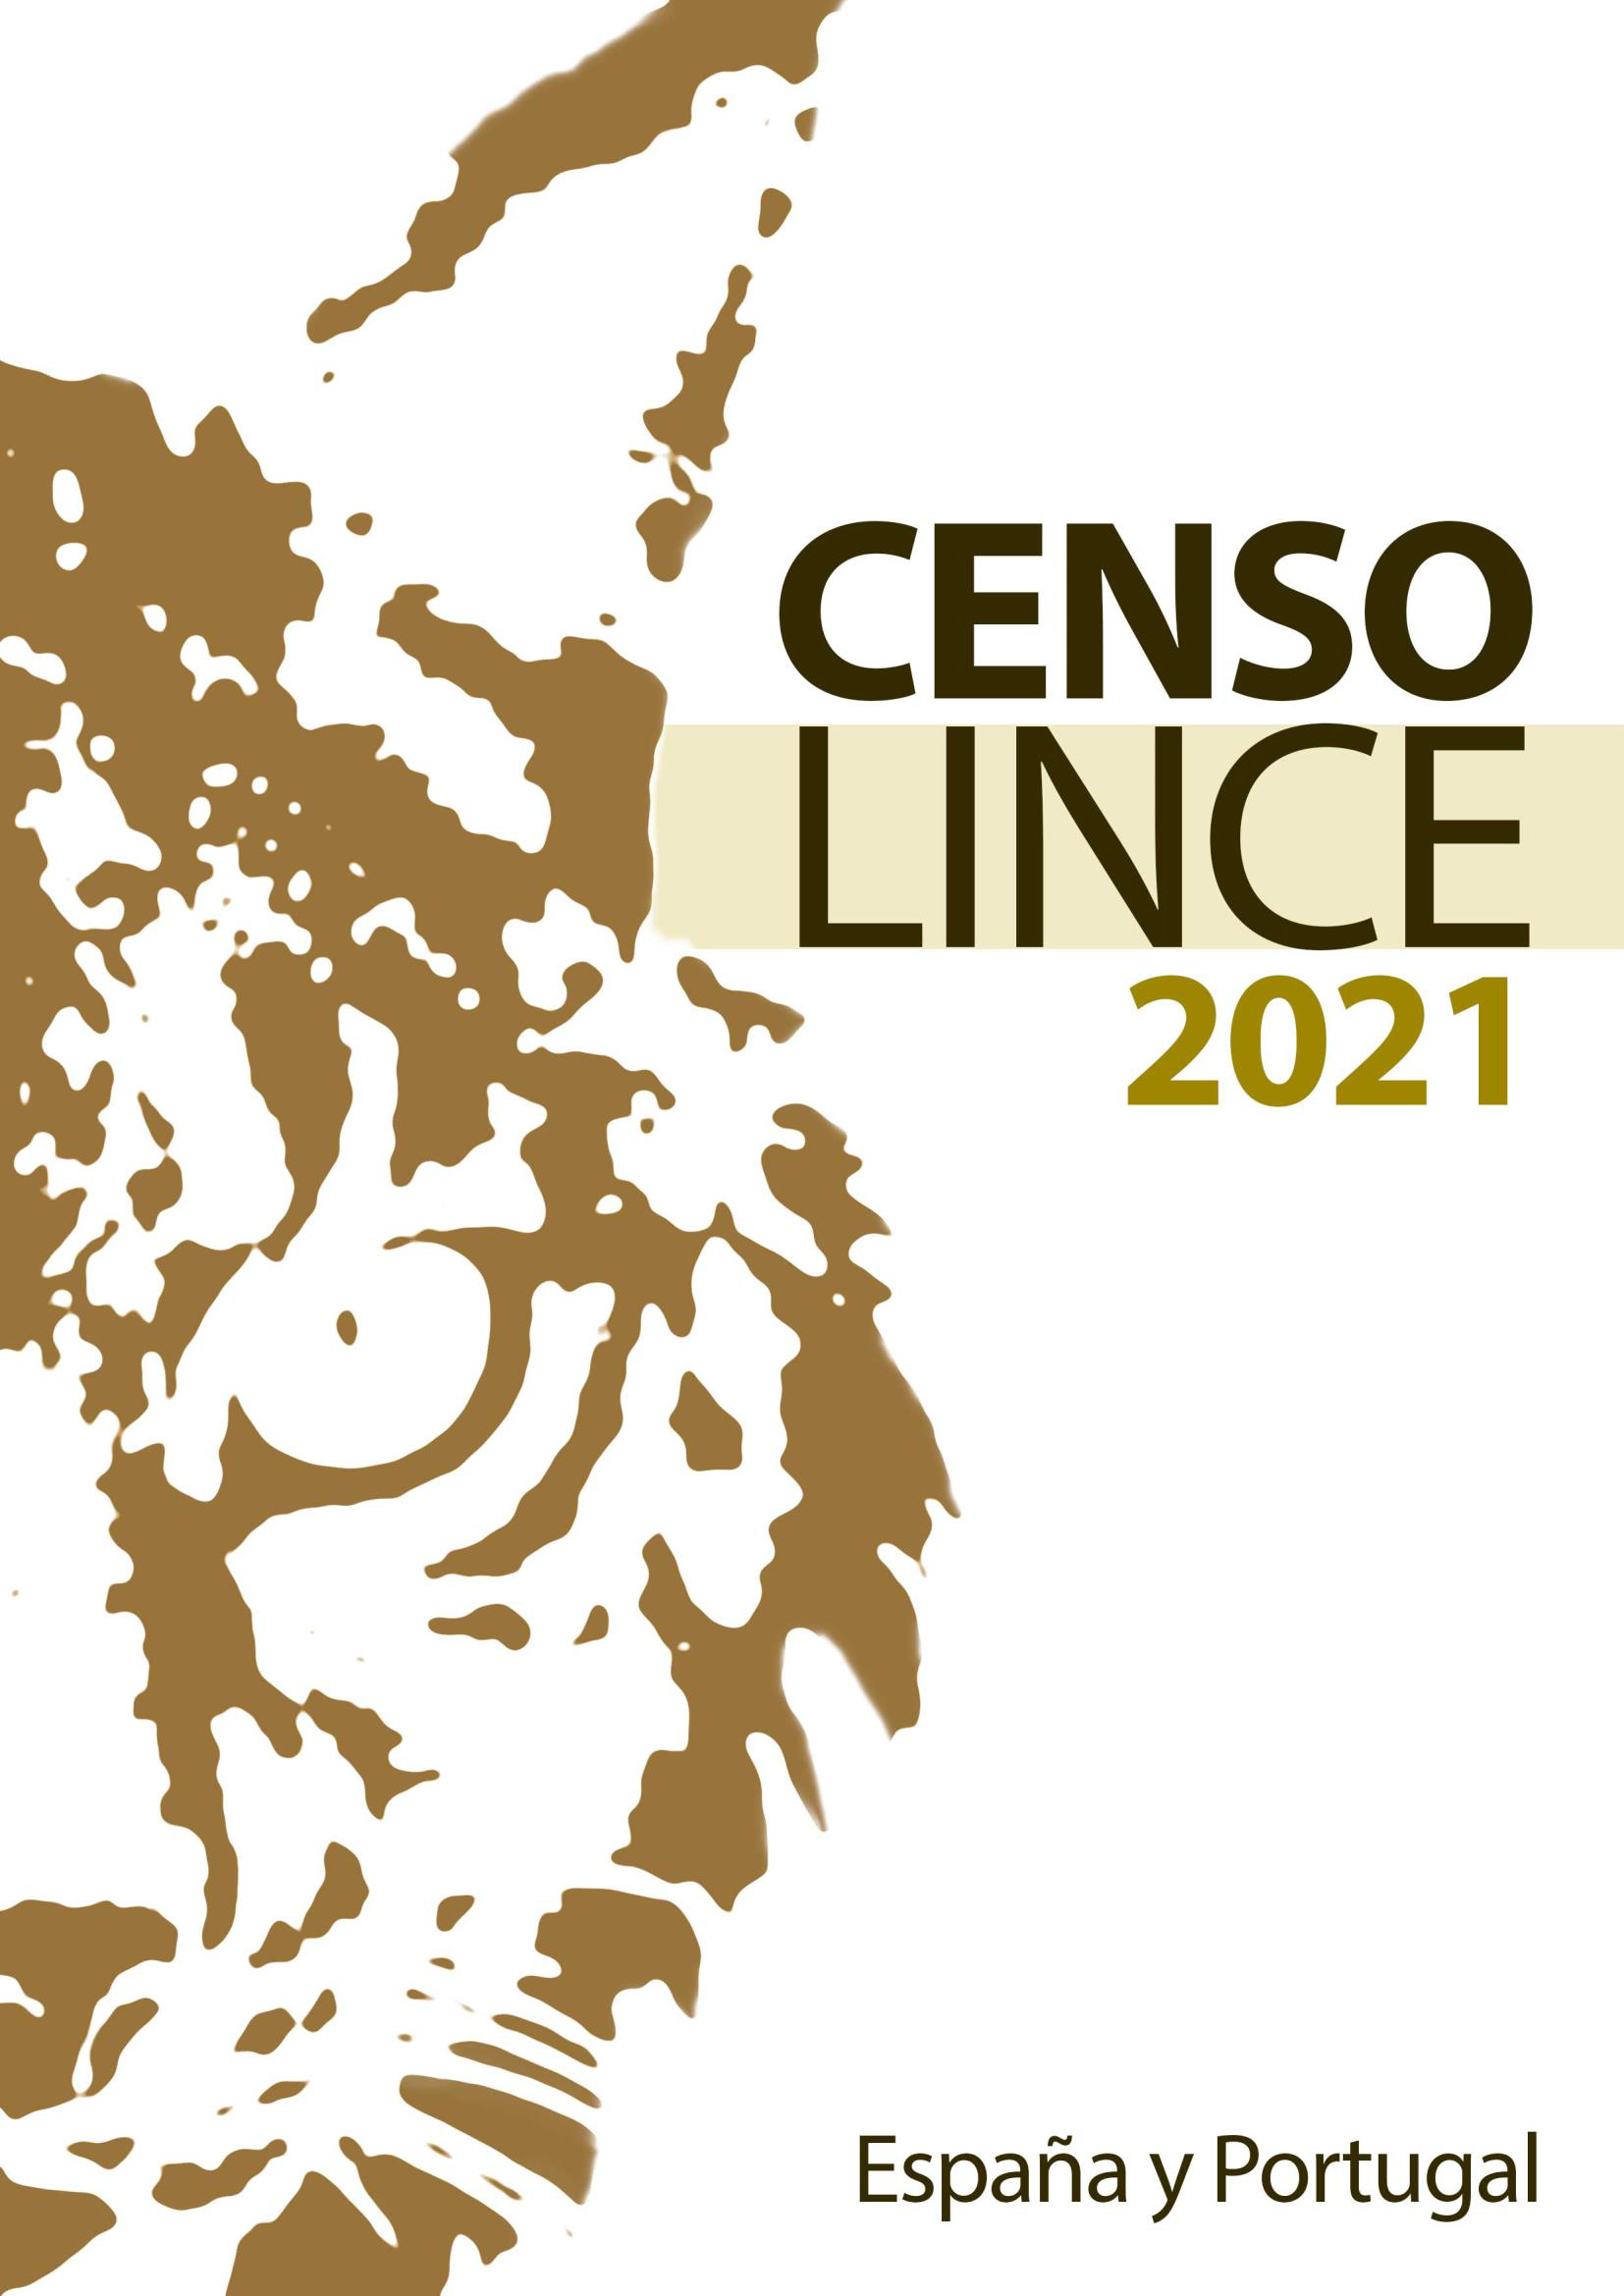 CENSO
LINCE
2021
España y Portugal